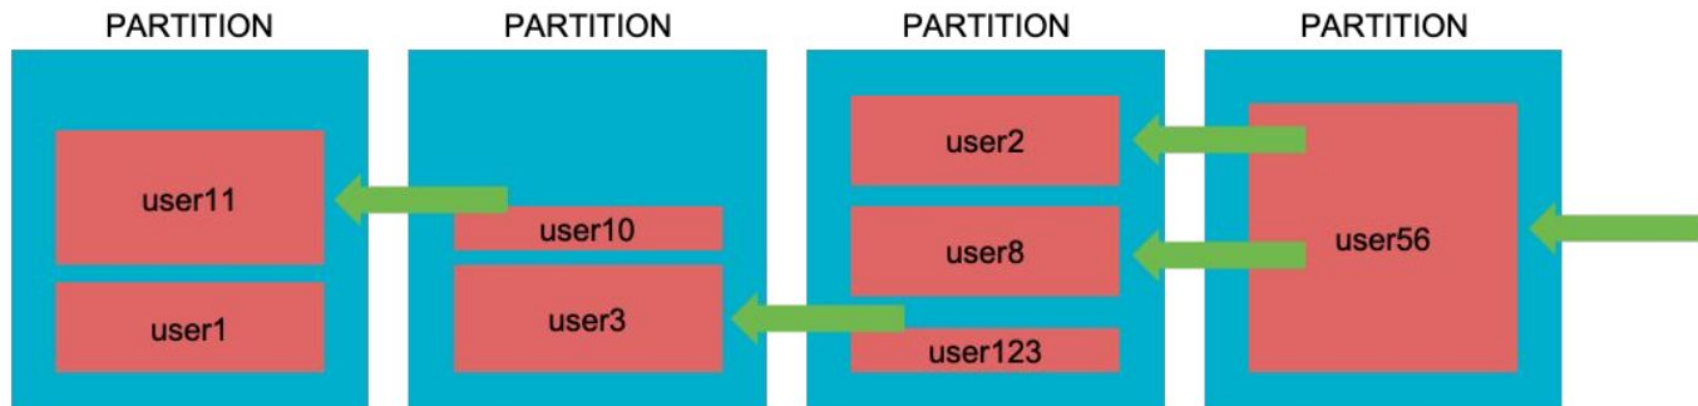 PARTITION
PARTITION
PARTITION
PARTITION
user11
user1
user10
user3
user2
user8
user123
user56